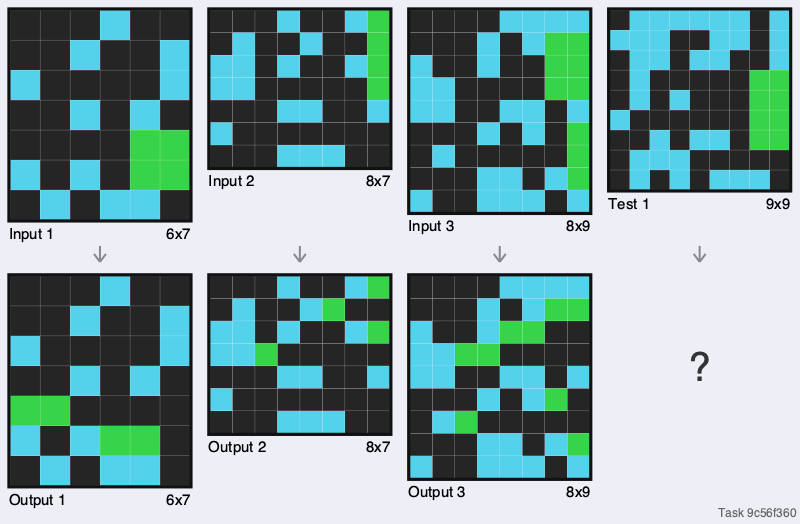 Input 1 6x7
Input 2 8x7
Input 3 8x9
Test 1 9x9
?
Output 1 6x7
Output 2 8x7
Output 3 8x9
Task 9c56f360